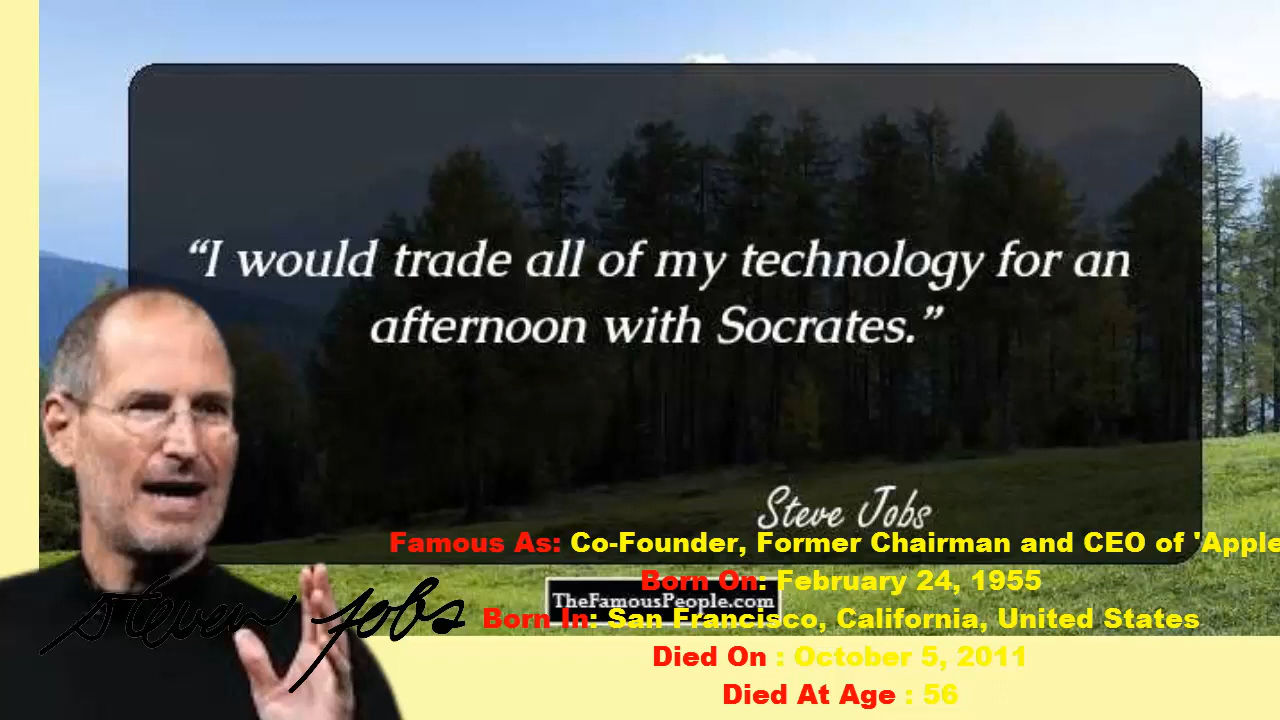 “I would trade all of my technology for an
afternoon with Socrates.”
Steve Jobs
Famous As: Co-Founder, Former Chairman and CEO of 'Apple
Born On: February 24, 1955
TheFamousPeople.com
Born In: San Francisco, California, United States
steven jobs
Died On : October 5, 2011
Died At Age : 56